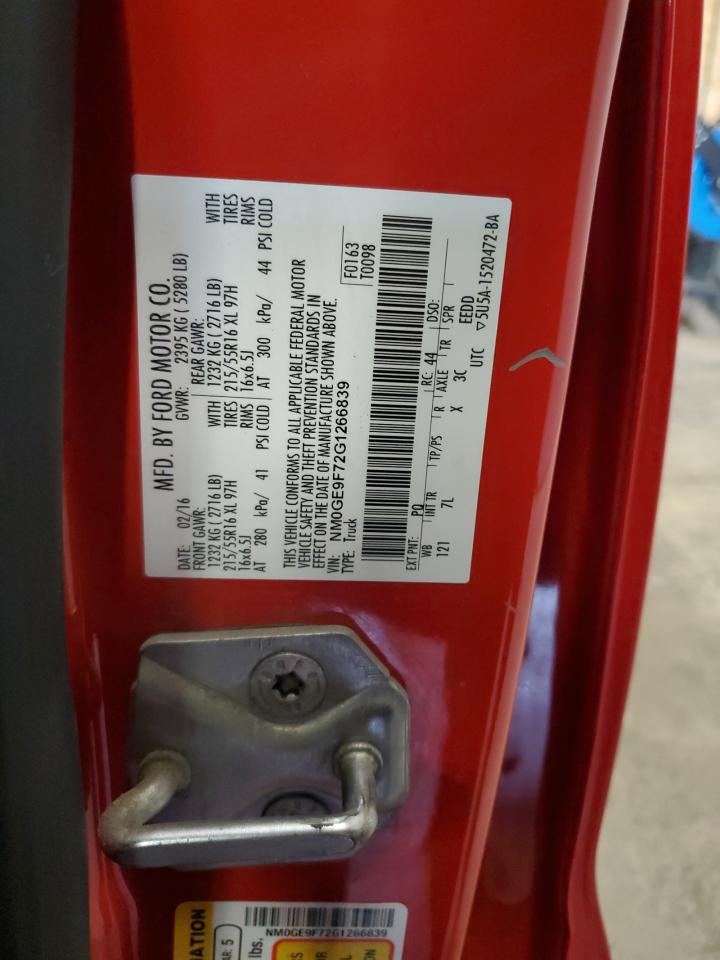 MFD. BY FORD MOTOR CO.
DATE: 02/16 GVWR: 2395 KG ( 5280 LB)
FRONT GAWR: REAR GAWR:
1232 KG ( 2716 LB) WITH 1232 KG ( 2716 LB) WITH
215/55R16 XL 97H TIRES 215/55R16 XL 97H TIRES
16x6.5J RIMS 16x6.5J RIMS
AT 280 kPa/ 41 PSI COLD AT 300 kPa/ 44 PSI COLD
THIS VEHICLE CONFORMS TO ALL APPLICABLE FEDERAL MOTOR
VEHICLE SAFETY AND THEFT PREVENTION STANDARDS IN
EFFECT ON THE DATE OF MANUFACTURE SHOWN ABOVE.
VIN: NM0GE9F72G1266839 F0163
TYPE: Truck T0098
EXT PNT: PQ RC: 44 DSO:
WB INT TR TP/PS R AXLE TR SPR
121 7L X 3C EEDD
UTC ▽5U5A-1520472-BA
NM0GE9F72G1266839
ATION
AR: 5
lbs.